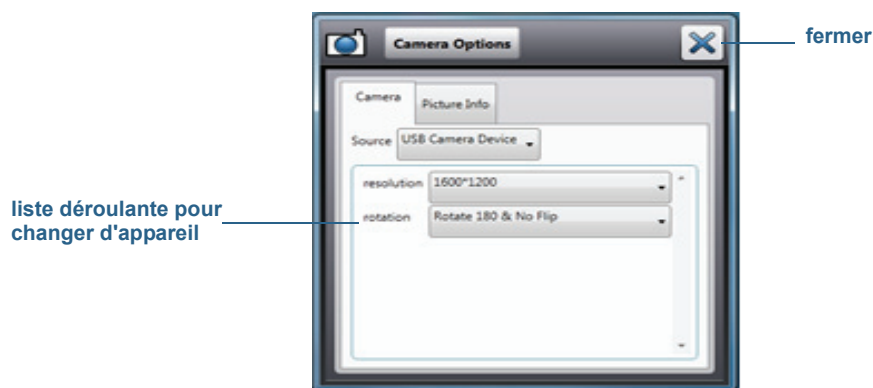 Camera Options
fermer
Camera
Picture Info
Source USB Camera Device
resolution 1600*1200
rotation Rotate 180 & No Flip
liste déroulante pour
changer d'appareil